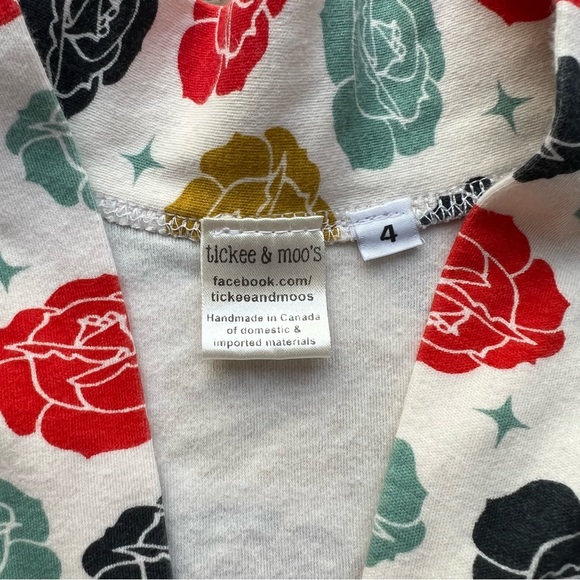 tickee & moo's
facebook.com/
tickeeandmoos
Handmade in Canada
of domestic &
imported materials
4